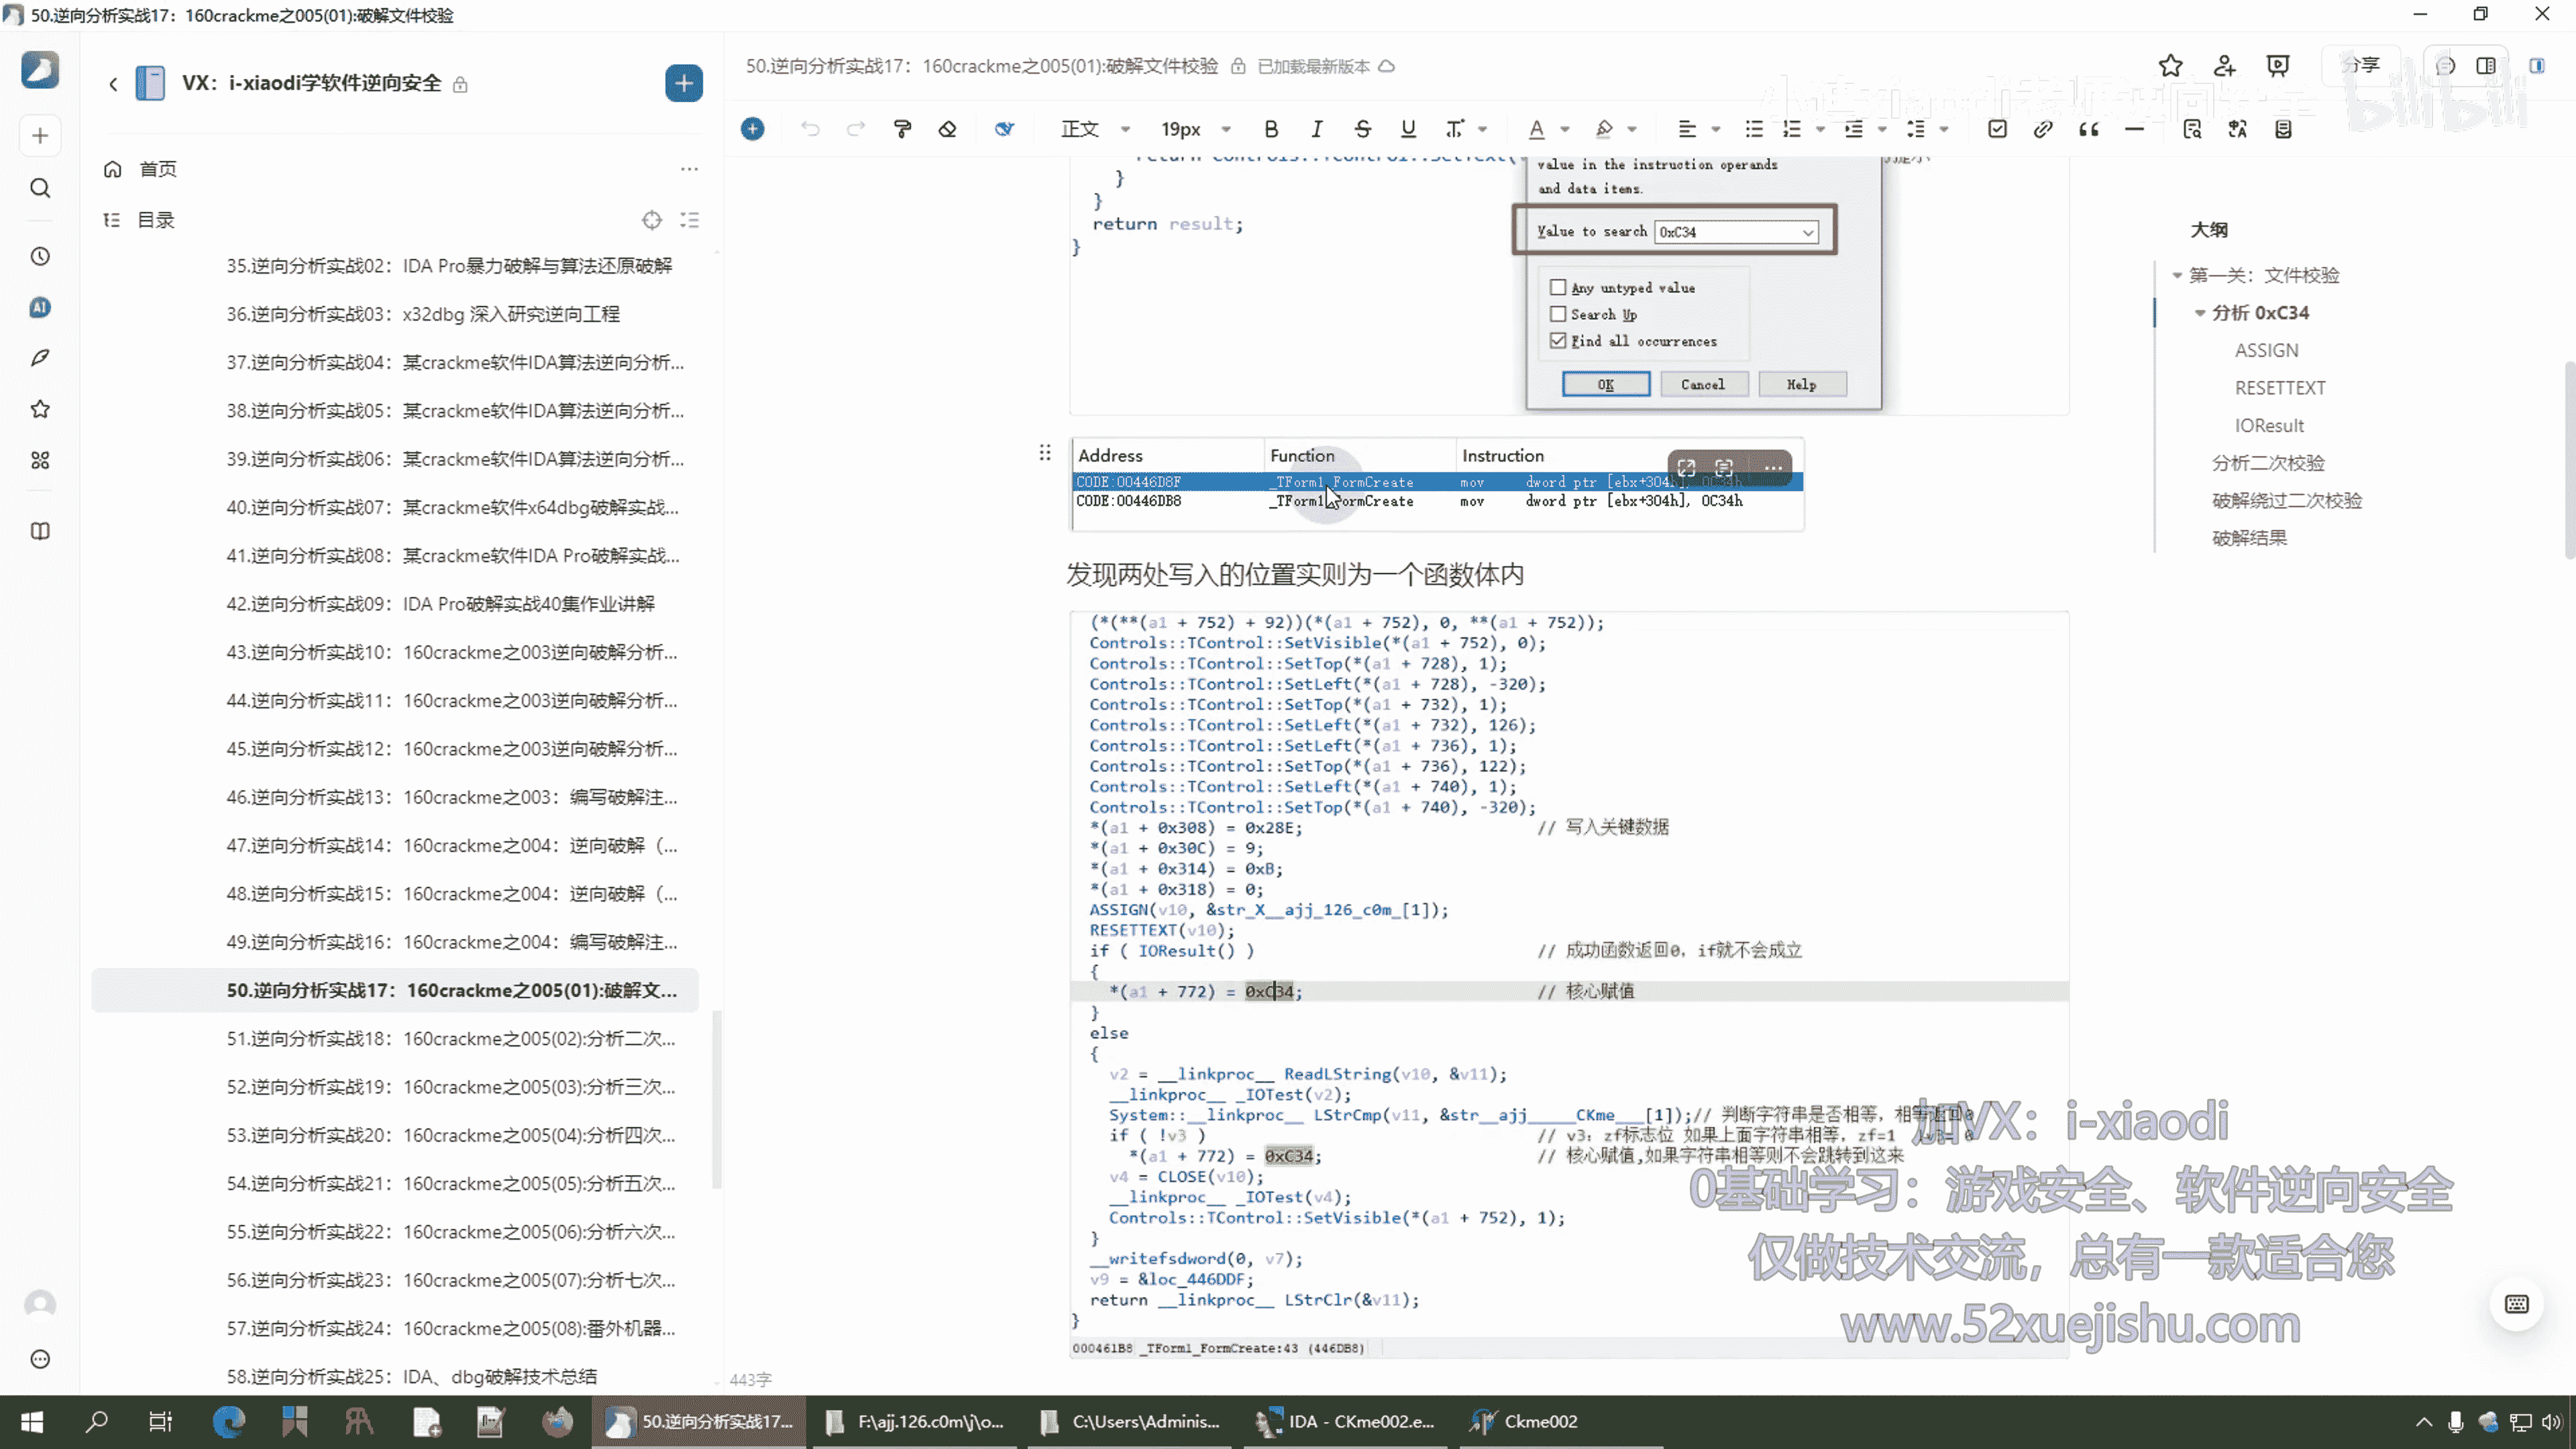 50.逆向分析实战17：160crackme之005(01):破解文件校验
VX：i-xiaodi学软件逆向安全
首页
目录
35.逆向分析实战02：IDA Pro暴力破解与算法还原破解
36.逆向分析实战03：x32dbg 深入研究逆向工程
37.逆向分析实战04：某crackme软件IDA算法逆向分析...
38.逆向分析实战05：某crackme软件IDA算法逆向分析...
39.逆向分析实战06：某crackme软件IDA算法逆向分析...
40.逆向分析实战07：某crackme软件x64dbg破解实战...
41.逆向分析实战08：某crackme软件IDA Pro破解实战...
42.逆向分析实战09：IDA Pro破解实战40集作业讲解
43.逆向分析实战10：160crackme之003逆向破解分析...
44.逆向分析实战11：160crackme之003逆向破解分析...
45.逆向分析实战12：160crackme之003逆向破解分析...
46.逆向分析实战13：160crackme之003：编写破解注...
47.逆向分析实战14：160crackme之004：逆向破解（...
48.逆向分析实战15：160crackme之004：逆向破解（...
49.逆向分析实战16：160crackme之004：编写破解注...
50.逆向分析实战17：160crackme之005(01):破解文...
51.逆向分析实战18：160crackme之005(02):分析二次...
52.逆向分析实战19：160crackme之005(03):分析三次...
53.逆向分析实战20：160crackme之005(04):分析四次...
54.逆向分析实战21：160crackme之005(05):分析五次...
55.逆向分析实战22：160crackme之005(06):分析六次...
56.逆向分析实战23：160crackme之005(07):分析七次...
57.逆向分析实战24：160crackme之005(08):番外机器...
58.逆向分析实战25：IDA、dbg破解技术总结
50.逆向分析实战17：160crackme之005(01):破解文件校验 已加载最新版本
分享
bilibili
正文 19px
}
}
return result;
}
value in the instruction operands
and data items.
Value to search 0xC34
Any untyped value
Search Up
Find all occurrences
OK Cancel Help
Address Function Instruction
CODE:00446D8F _TForm1_FormCreate mov dword ptr [ebx+304h], 0C34h
CODE:00446DB8 _TForm1_FormCreate mov dword ptr [ebx+304h], 0C34h
发现两处写入的位置实则为一个函数体内
(*(**(a1 + 752) + 92))(*(a1 + 752), 0, **(a1 + 752));
Controls::TControl::SetVisible(*(a1 + 752), 0);
Controls::TControl::SetTop(*(a1 + 728), 1);
Controls::TControl::SetLeft(*(a1 + 728), -320);
Controls::TControl::SetTop(*(a1 + 732), 1);
Controls::TControl::SetLeft(*(a1 + 732), 126);
Controls::TControl::SetLeft(*(a1 + 736), 1);
Controls::TControl::SetTop(*(a1 + 736), 122);
Controls::TControl::SetLeft(*(a1 + 740), 1);
Controls::TControl::SetTop(*(a1 + 740), -320);
*(a1 + 0x308) = 0x28E; // 写入关键数据
*(a1 + 0x30C) = 9;
*(a1 + 0x314) = 0xB;
*(a1 + 0x318) = 0;
ASSIGN(v10, &str_X__ajj_126_c0m_[1]);
RESETTEXT(v10);
if ( IOResult() ) // 成功函数返回0，if就不会成立
{
*(a1 + 772) = 0xC34; // 核心赋值
}
else
{
v2 = __linkproc__ ReadLString(v10, &v11);
__linkproc__ _IOTest(v2);
System::__linkproc__ LStrCmp(v11, &str__ajj_____CKme___[1]);// 判断字符串是否相等，相等返回0
if ( !v3 ) // v3：zf标志位 如果上面字符串相等，zf=1
*(a1 + 772) = 0xC34; // 核心赋值,如果字符串相等则不会跳转到这来
v4 = CLOSE(v10);
__linkproc__ _IOTest(v4);
Controls::TControl::SetVisible(*(a1 + 752), 1);
}
__writefsdword(0, v7);
v9 = &loc_446DDF;
return __linkproc__ LStrClr(&v11);
}
000461B8 _TForm1_FormCreate:43 (446DB8)
443字
大纲
第一关：文件校验
分析 0xC34
ASSIGN
RESETTEXT
IOResult
分析二次校验
破解绕过二次校验
破解结果
加VX：i-xiaodi
0基础学习：游戏安全、软件逆向安全
仅做技术交流，总有一款适合您
www.52xuejishu.com
50.逆向分析实战17... F:\ajj.126.c0m\j\o... C:\Users\Adminis... IDA - CKme002.e... Ckme002